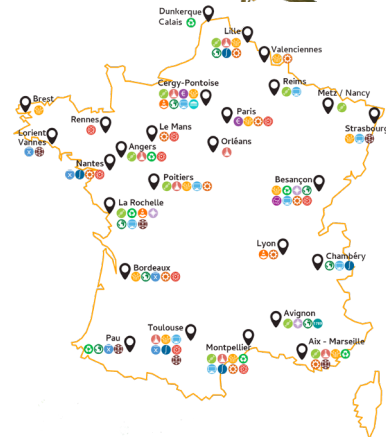 Dunkerque
Calais
Lille
Valenciennes
Cergy-Pontoise
Reims
Metz / Nancy
Brest
Paris
Rennes
Le Mans
Strasbourg
Lorient
Vannes
Angers
Orléans
Nantes
Poitiers
Besançon
La Rochelle
Lyon
Chambéry
Bordeaux
Avignon
Toulouse
Pau
Montpellier
Aix - Marseille